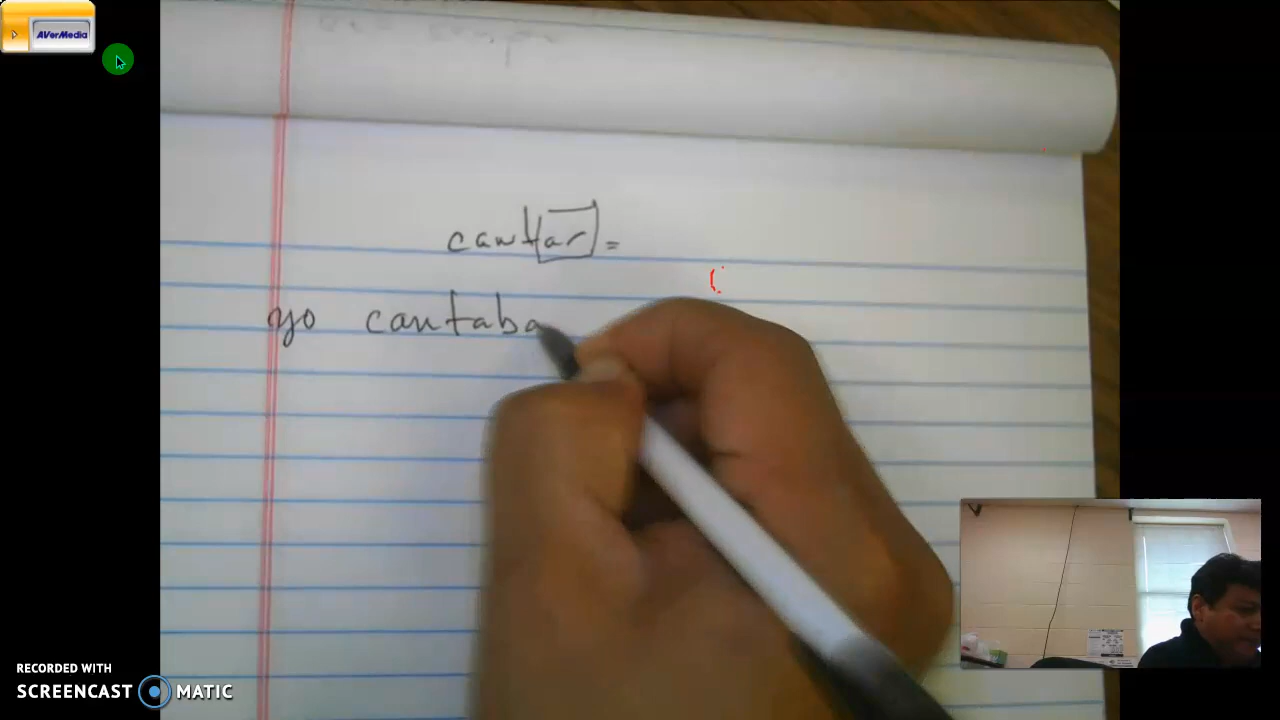 AVerMedia
cantar =
yo cantaba
RECORDED WITH
SCREENCAST MATIC